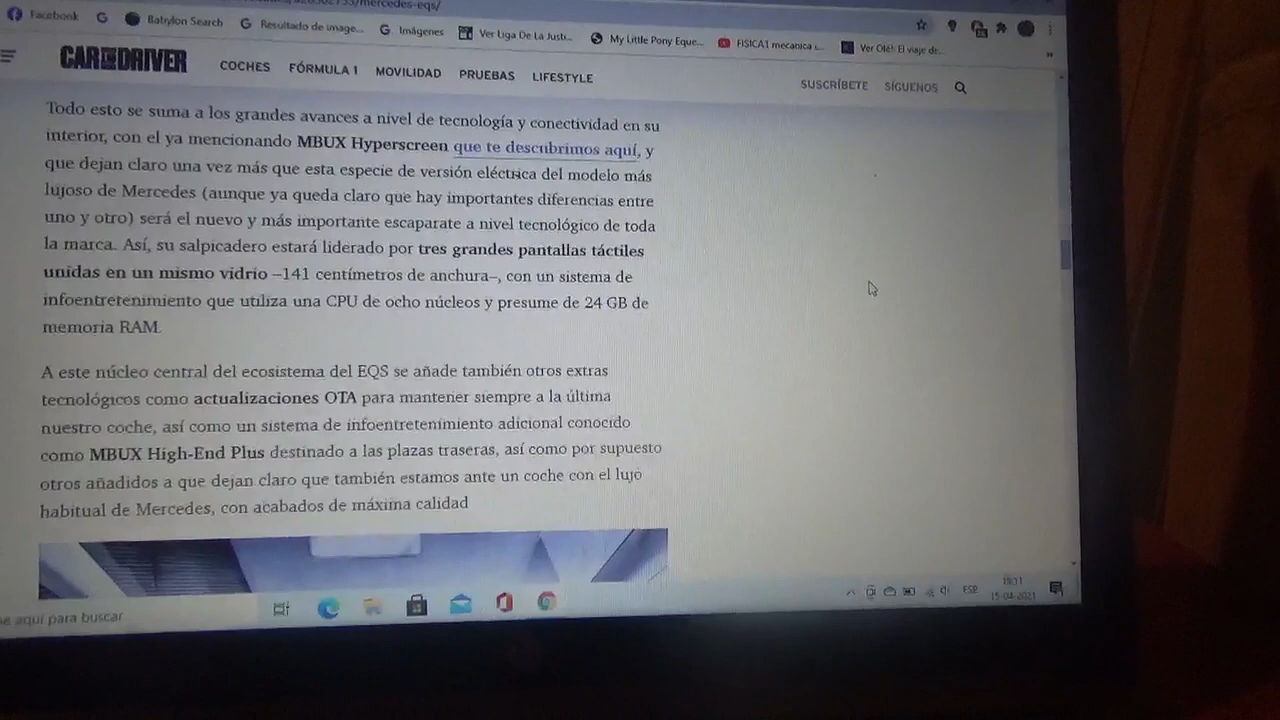 mercedes-eqs/
Facebook
Babylon Search
Resultado de image...
Imágenes
Ver Liga De La Justi...
My Little Pony Eque...
FISICA1 mecanica
Ver Olé! El viaje de...
CAR AND DRIVER
COCHES FÓRMULA 1 MOVILIDAD PRUEBAS LIFESTYLE
SUSCRÍBETE SÍGUENOS
Todo esto se suma a los grandes avances a nivel de tecnología y conectividad en su
interior, con el ya mencionando MBUX Hyperscreen que te descubrimos aquí, y
que dejan claro una vez más que esta especie de versión eléctrica del modelo más
lujoso de Mercedes (aunque ya queda claro que hay importantes diferencias entre
uno y otro) será el nuevo y más importante escaparate a nivel tecnológico de toda
la marca. Así, su salpicadero estará liderado por tres grandes pantallas táctiles
unidas en un mismo vidrio –141 centímetros de anchura–, con un sistema de
infoentretenimiento que utiliza una CPU de ocho núcleos y presume de 24 GB de
memoria RAM.
A este núcleo central del ecosistema del EQS se añade también otros extras
tecnológicos como actualizaciones OTA para mantener siempre a la última
nuestro coche, así como un sistema de infoentretenimiento adicional conocido
como MBUX High-End Plus destinado a las plazas traseras, así como por supuesto
otros añadidos a que dejan claro que también estamos ante un coche con el lujo
habitual de Mercedes, con acabados de máxima calidad
aquí para buscar
ESP
15-04-2021